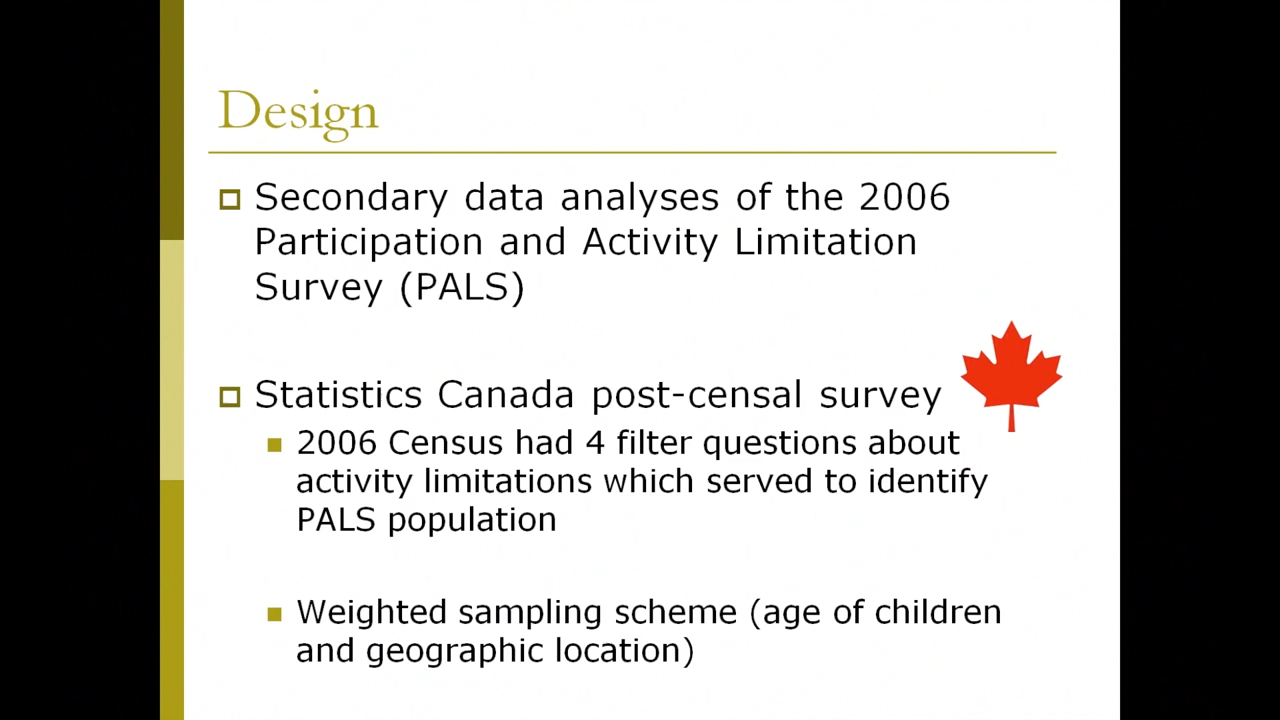 Design
Secondary data analyses of the 2006
Participation and Activity Limitation
Survey (PALS)
Statistics Canada post-censal survey
2006 Census had 4 filter questions about
activity limitations which served to identify
PALS population
Weighted sampling scheme (age of children
and geographic location)